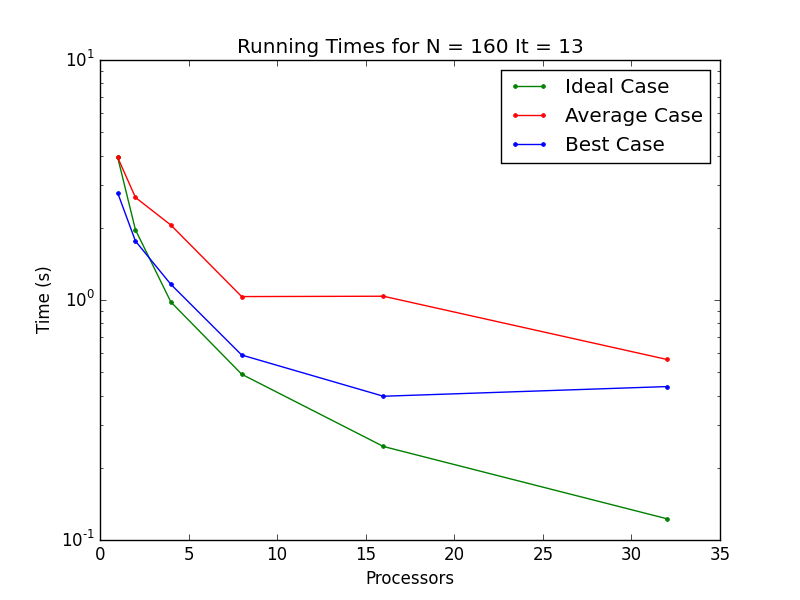 Running Times for N = 160 It = 13
10^1
Ideal Case
Average Case
Best Case
10^0
Time (s)
10^-1
0 5 10 15 20 25 30 35
Processors